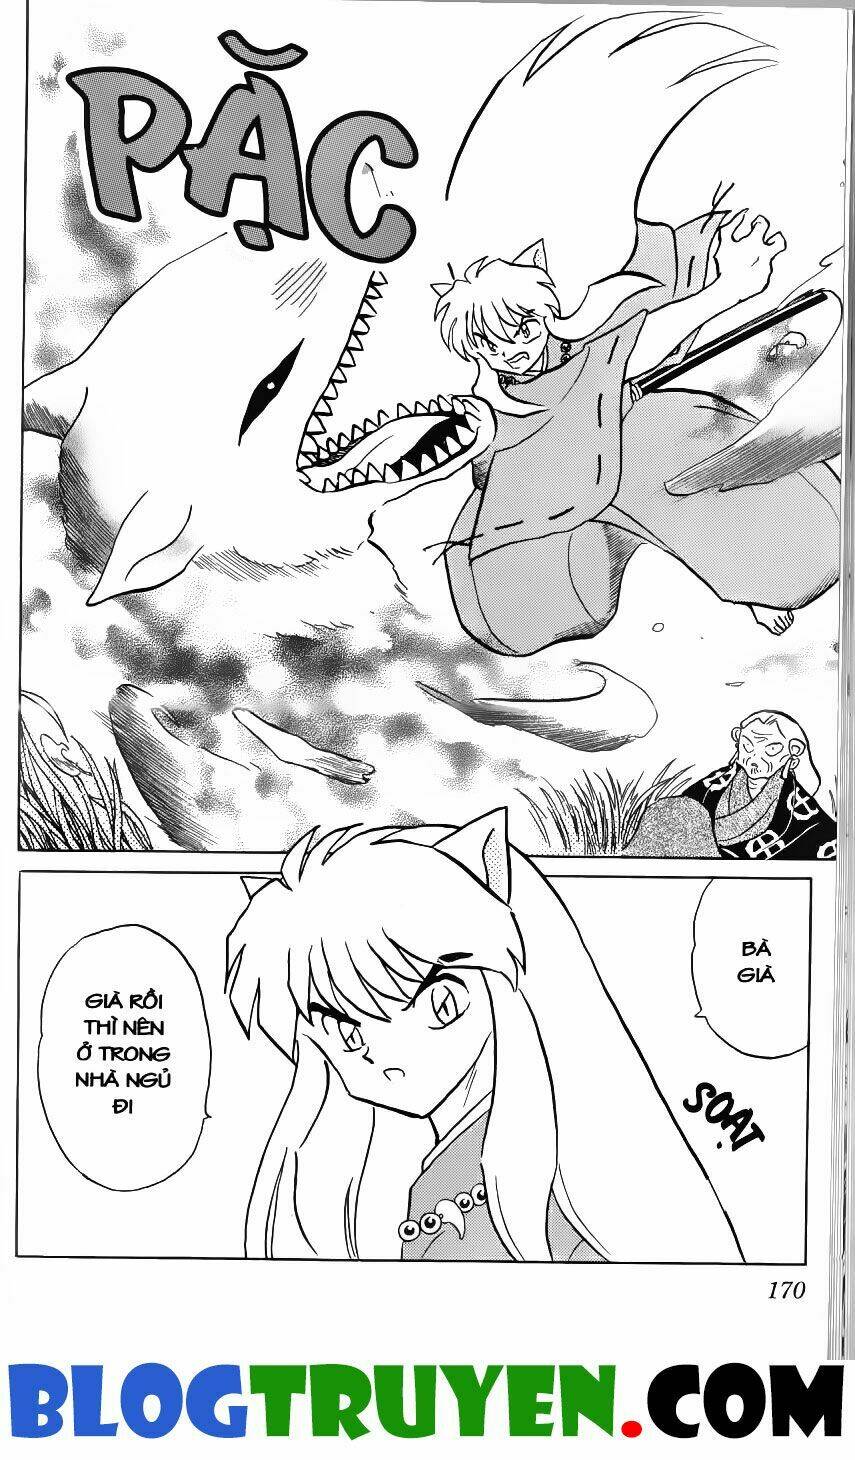 PẶC
BÀ
GIÀ
GIÀ RỒI
THÌ NÊN
Ở TRONG
NHÀ NGỦ
ĐI
SOẠT
170
BLOGTRUYEN.COM